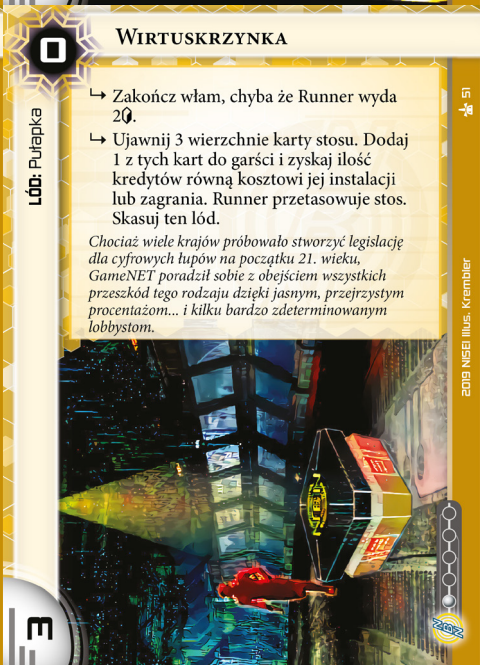 0
Wirtuskrzynka
LÓD: Pułapka
↳ Zakończ włam, chyba że Runner wyda
2.
↳ Ujawnij 3 wierzchnie karty stosu. Dodaj
1 z tych kart do garści i zyskaj ilość
kredytów równą kosztowi jej instalacji
lub zagrania. Runner przetasowuje stos.
Skasuj ten lód.
Chociaż wiele krajów próbowało stworzyć legislację
dla cyfrowych łupów na początku 21. wieku,
GameNET poradził sobie z obejściem wszystkich
przeszkód tego rodzaju dzięki jasnym, przejrzystym
procentażom... i kilku bardzo zdeterminowanym
lobbystom.
51
2019 NISEI Illus. Krembler
3
NBN